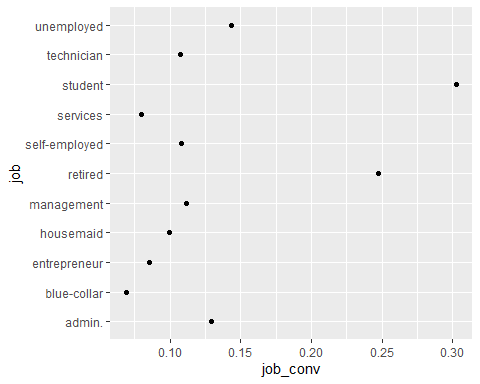 unemployed
technician
student
services
self-employed
retired
management
housemaid
entrepreneur
blue-collar
admin.
job
0.10 0.15 0.20 0.25 0.30
job_conv